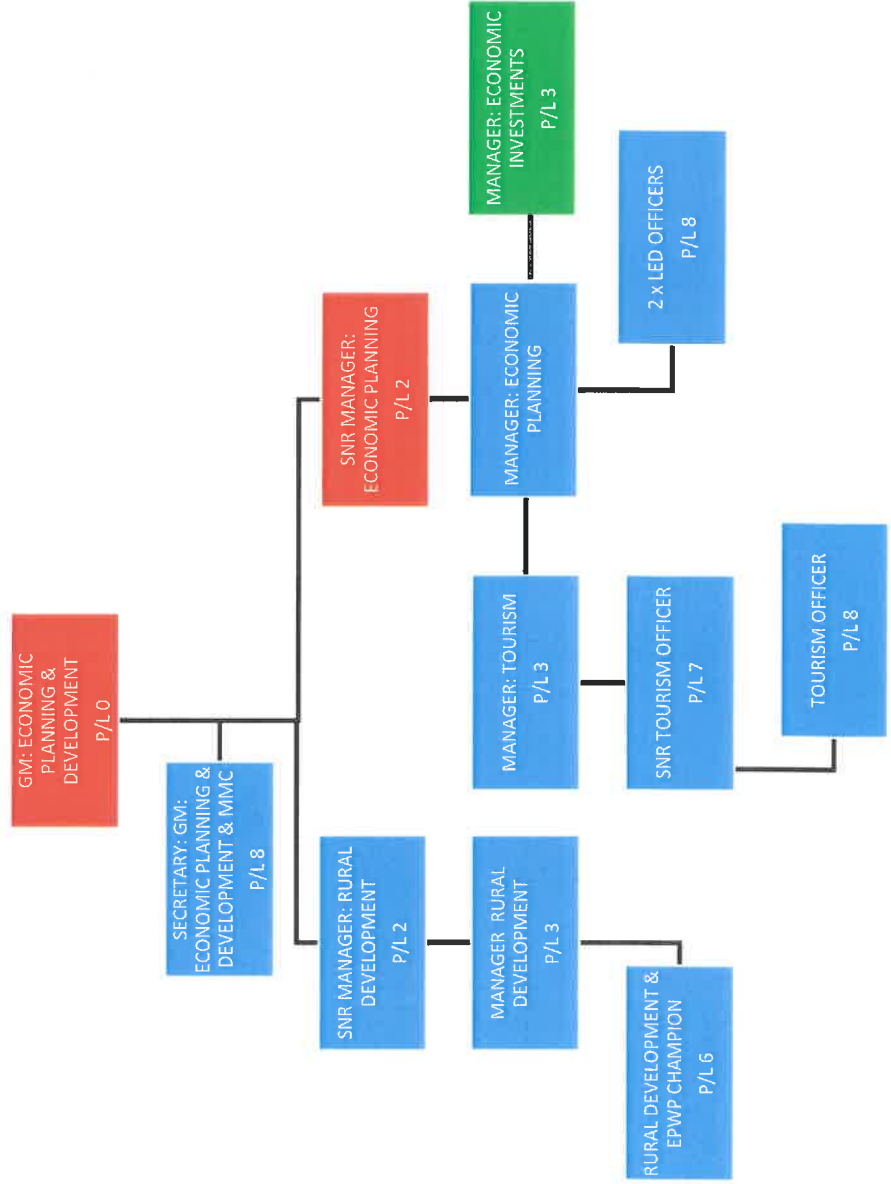 GM: ECONOMIC
PLANNING &
DEVELOPMENT
P/L 0
SECRETARY: GM:
ECONOMIC PLANNING &
DEVELOPMENT & MMC
P/L 8
SNR MANAGER: RURAL
DEVELOPMENT
P/L 2
SNR MANAGER:
ECONOMIC PLANNING
P/L 2
MANAGER RURAL
DEVELOPMENT
P/L 3
MANAGER: TOURISM
P/L 3
MANAGER: ECONOMIC
PLANNING
MANAGER: ECONOMIC
INVESTMENTS
P/L 3
RURAL DEVELOPMENT &
EPWP CHAMPION
P/L 6
SNR TOURISM OFFICER
P/L 7
2 x LED OFFICERS
P/L 8
TOURISM OFFICER
P/L 8